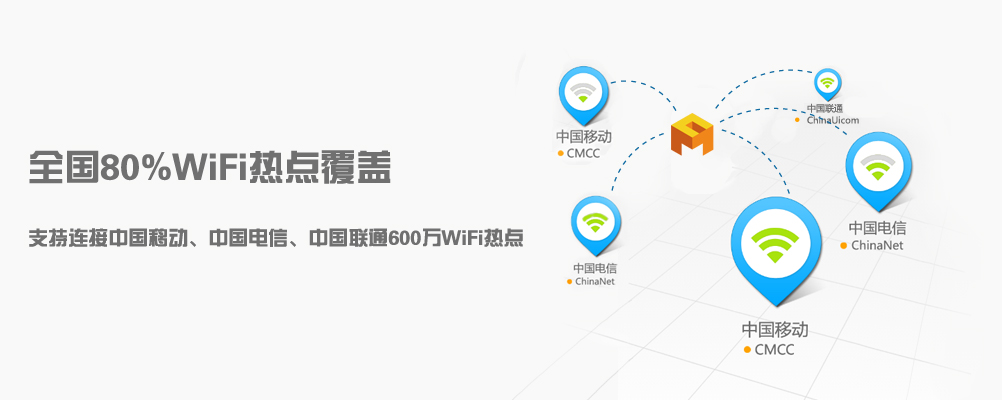 全国80%WiFi热点覆盖
支持连接中国移动、中国电信、中国联通600万WiFi热点
中国移动
CMCC
中国联通
ChinaUicom
中国电信
ChinaNet
中国电信
ChinaNet
中国移动
CMCC